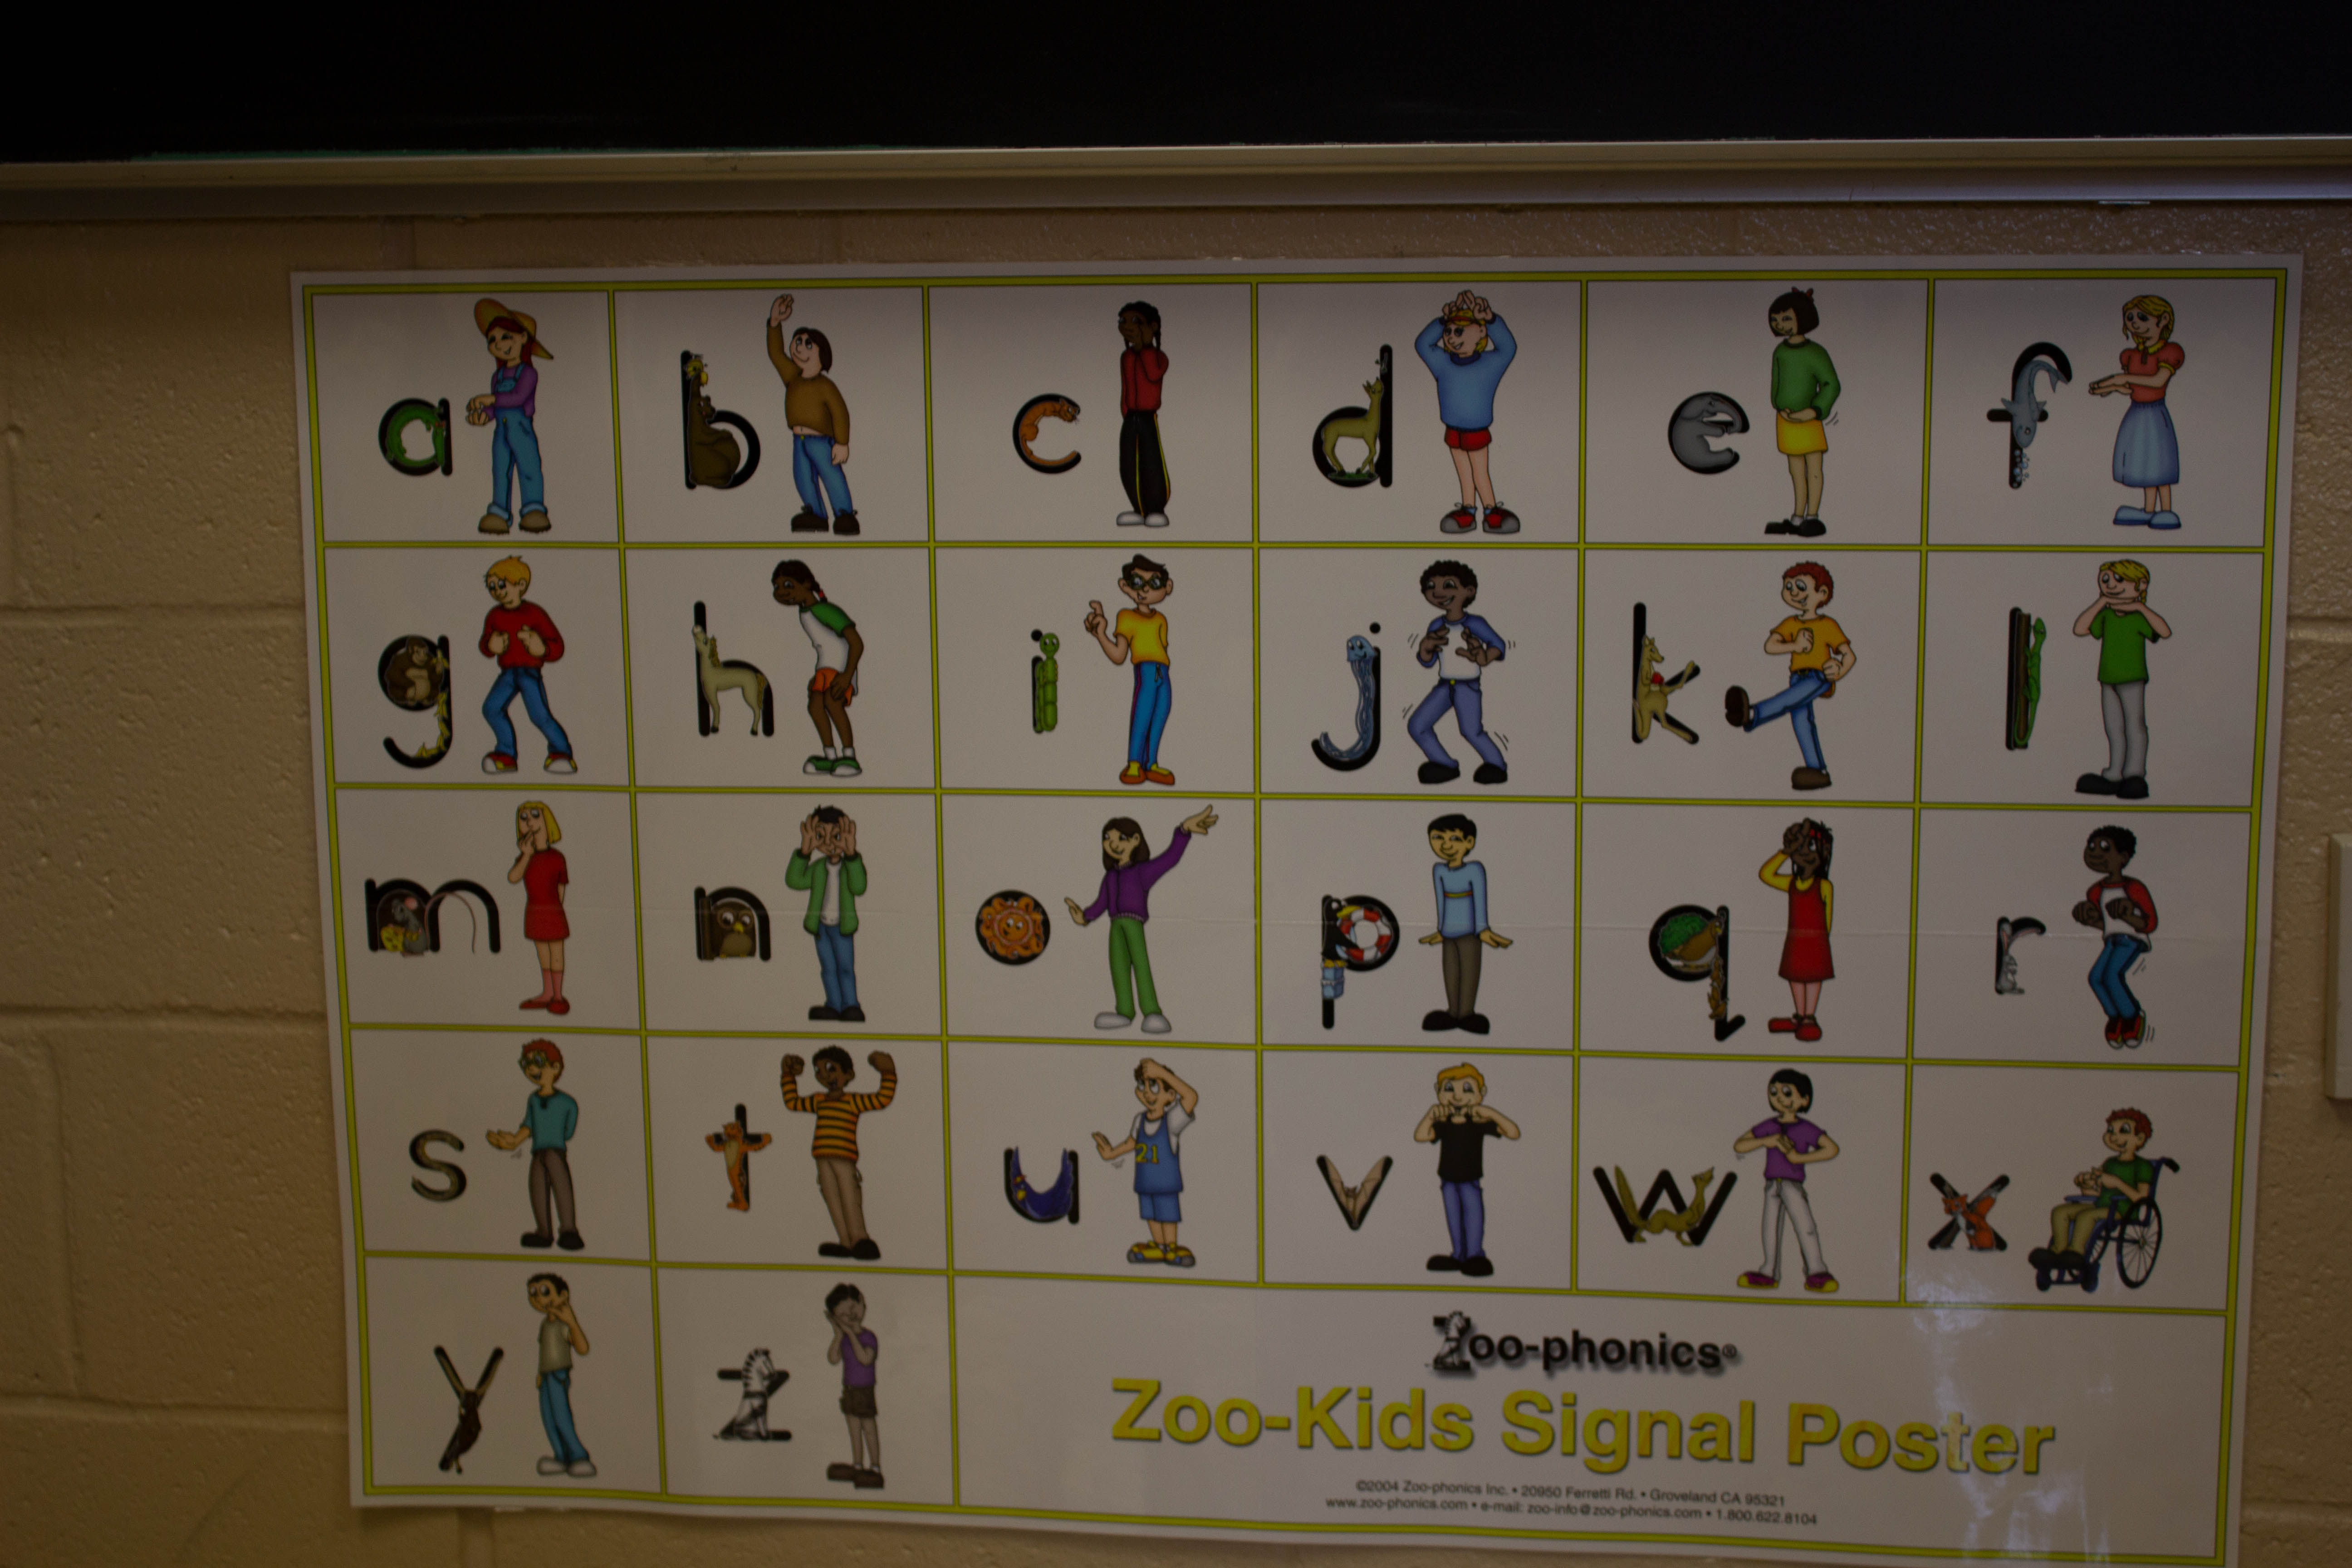 a b c d e f
g h i j k l
m n o p q r
s t u 21 v w x
y z
Zoo-phonics®
Zoo-Kids Signal Poster
©2004 Zoo-phonics Inc. • 20950 Ferretti Rd. • Groveland CA 95321
www.zoo-phonics.com • e-mail: zoo-info@zoo-phonics.com • 1.800.622.8104